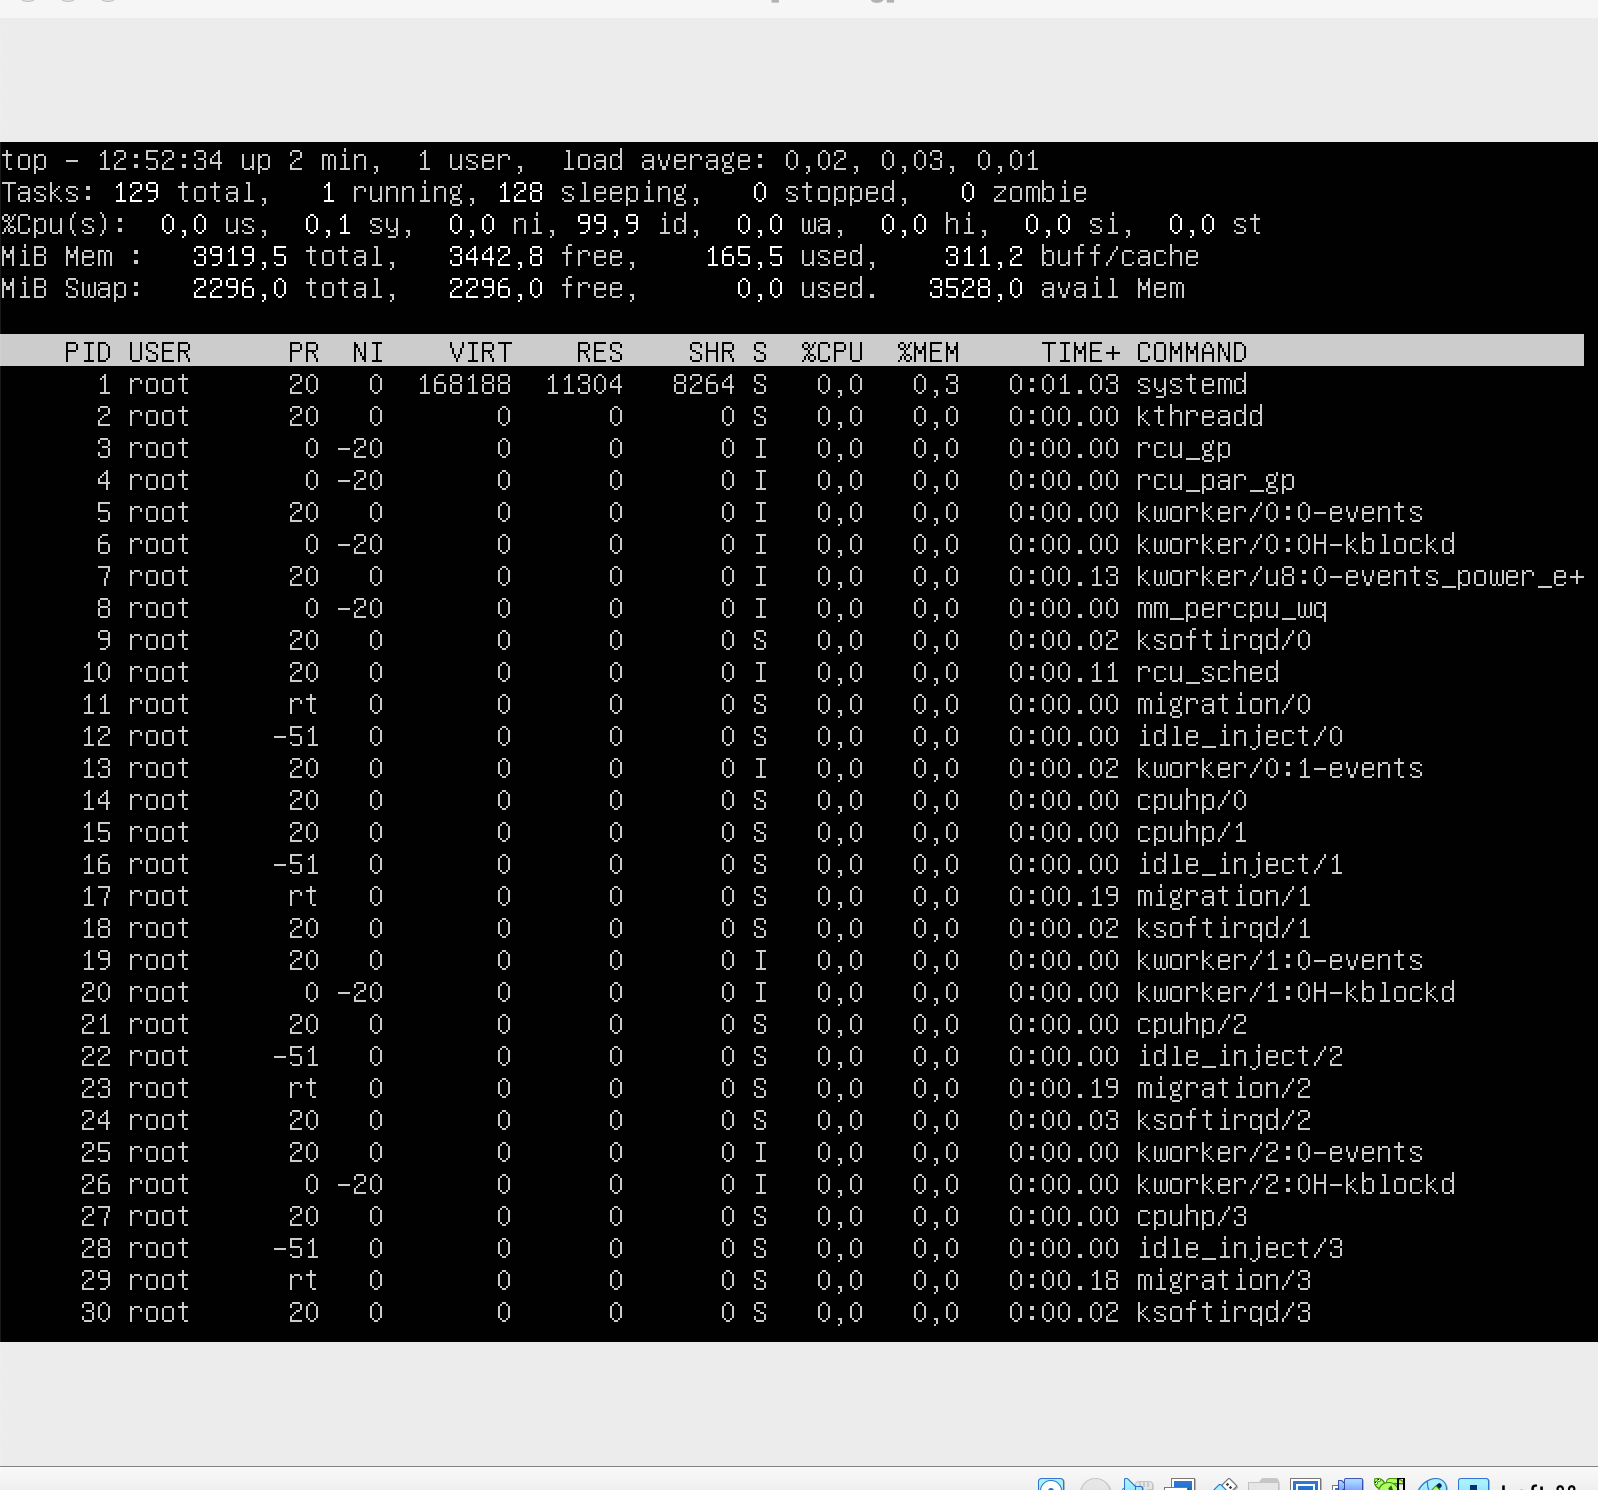 top - 12:52:34 up 2 min,  1 user,  load average: 0,02, 0,03, 0,01
Tasks: 129 total,   1 running, 128 sleeping,   0 stopped,   0 zombie
%Cpu(s):  0,0 us,  0,1 sy,  0,0 ni, 99,9 id,  0,0 wa,  0,0 hi,  0,0 si,  0,0 st
MiB Mem :   3919,5 total,   3442,8 free,    165,5 used,    311,2 buff/cache
MiB Swap:   2296,0 total,   2296,0 free,      0,0 used.   3528,0 avail Mem
PID USER      PR  NI    VIRT    RES    SHR S  %CPU  %MEM     TIME+ COMMAND
1 root      20   0  168188  11304   8264 S   0,0   0,3   0:01.03 systemd
2 root      20   0       0      0      0 S   0,0   0,0   0:00.00 kthreadd
3 root       0 -20       0      0      0 I   0,0   0,0   0:00.00 rcu_gp
4 root       0 -20       0      0      0 I   0,0   0,0   0:00.00 rcu_par_gp
5 root      20   0       0      0      0 I   0,0   0,0   0:00.00 kworker/0:0-events
6 root       0 -20       0      0      0 I   0,0   0,0   0:00.00 kworker/0:0H-kblockd
7 root      20   0       0      0      0 I   0,0   0,0   0:00.13 kworker/u8:0-events_power_e+
8 root       0 -20       0      0      0 I   0,0   0,0   0:00.00 mm_percpu_wq
9 root      20   0       0      0      0 S   0,0   0,0   0:00.02 ksoftirqd/0
10 root      20   0       0      0      0 I   0,0   0,0   0:00.11 rcu_sched
11 root      rt   0       0      0      0 S   0,0   0,0   0:00.00 migration/0
12 root     -51   0       0      0      0 S   0,0   0,0   0:00.00 idle_inject/0
13 root      20   0       0      0      0 I   0,0   0,0   0:00.02 kworker/0:1-events
14 root      20   0       0      0      0 S   0,0   0,0   0:00.00 cpuhp/0
15 root      20   0       0      0      0 S   0,0   0,0   0:00.00 cpuhp/1
16 root     -51   0       0      0      0 S   0,0   0,0   0:00.00 idle_inject/1
17 root      rt   0       0      0      0 S   0,0   0,0   0:00.19 migration/1
18 root      20   0       0      0      0 S   0,0   0,0   0:00.02 ksoftirqd/1
19 root      20   0       0      0      0 I   0,0   0,0   0:00.00 kworker/1:0-events
20 root       0 -20       0      0      0 I   0,0   0,0   0:00.00 kworker/1:0H-kblockd
21 root      20   0       0      0      0 S   0,0   0,0   0:00.00 cpuhp/2
22 root     -51   0       0      0      0 S   0,0   0,0   0:00.00 idle_inject/2
23 root      rt   0       0      0      0 S   0,0   0,0   0:00.19 migration/2
24 root      20   0       0      0      0 S   0,0   0,0   0:00.03 ksoftirqd/2
25 root      20   0       0      0      0 I   0,0   0,0   0:00.00 kworker/2:0-events
26 root       0 -20       0      0      0 I   0,0   0,0   0:00.00 kworker/2:0H-kblockd
27 root      20   0       0      0      0 S   0,0   0,0   0:00.00 cpuhp/3
28 root     -51   0       0      0      0 S   0,0   0,0   0:00.00 idle_inject/3
29 root      rt   0       0      0      0 S   0,0   0,0   0:00.18 migration/3
30 root      20   0       0      0      0 S   0,0   0,0   0:00.02 ksoftirqd/3